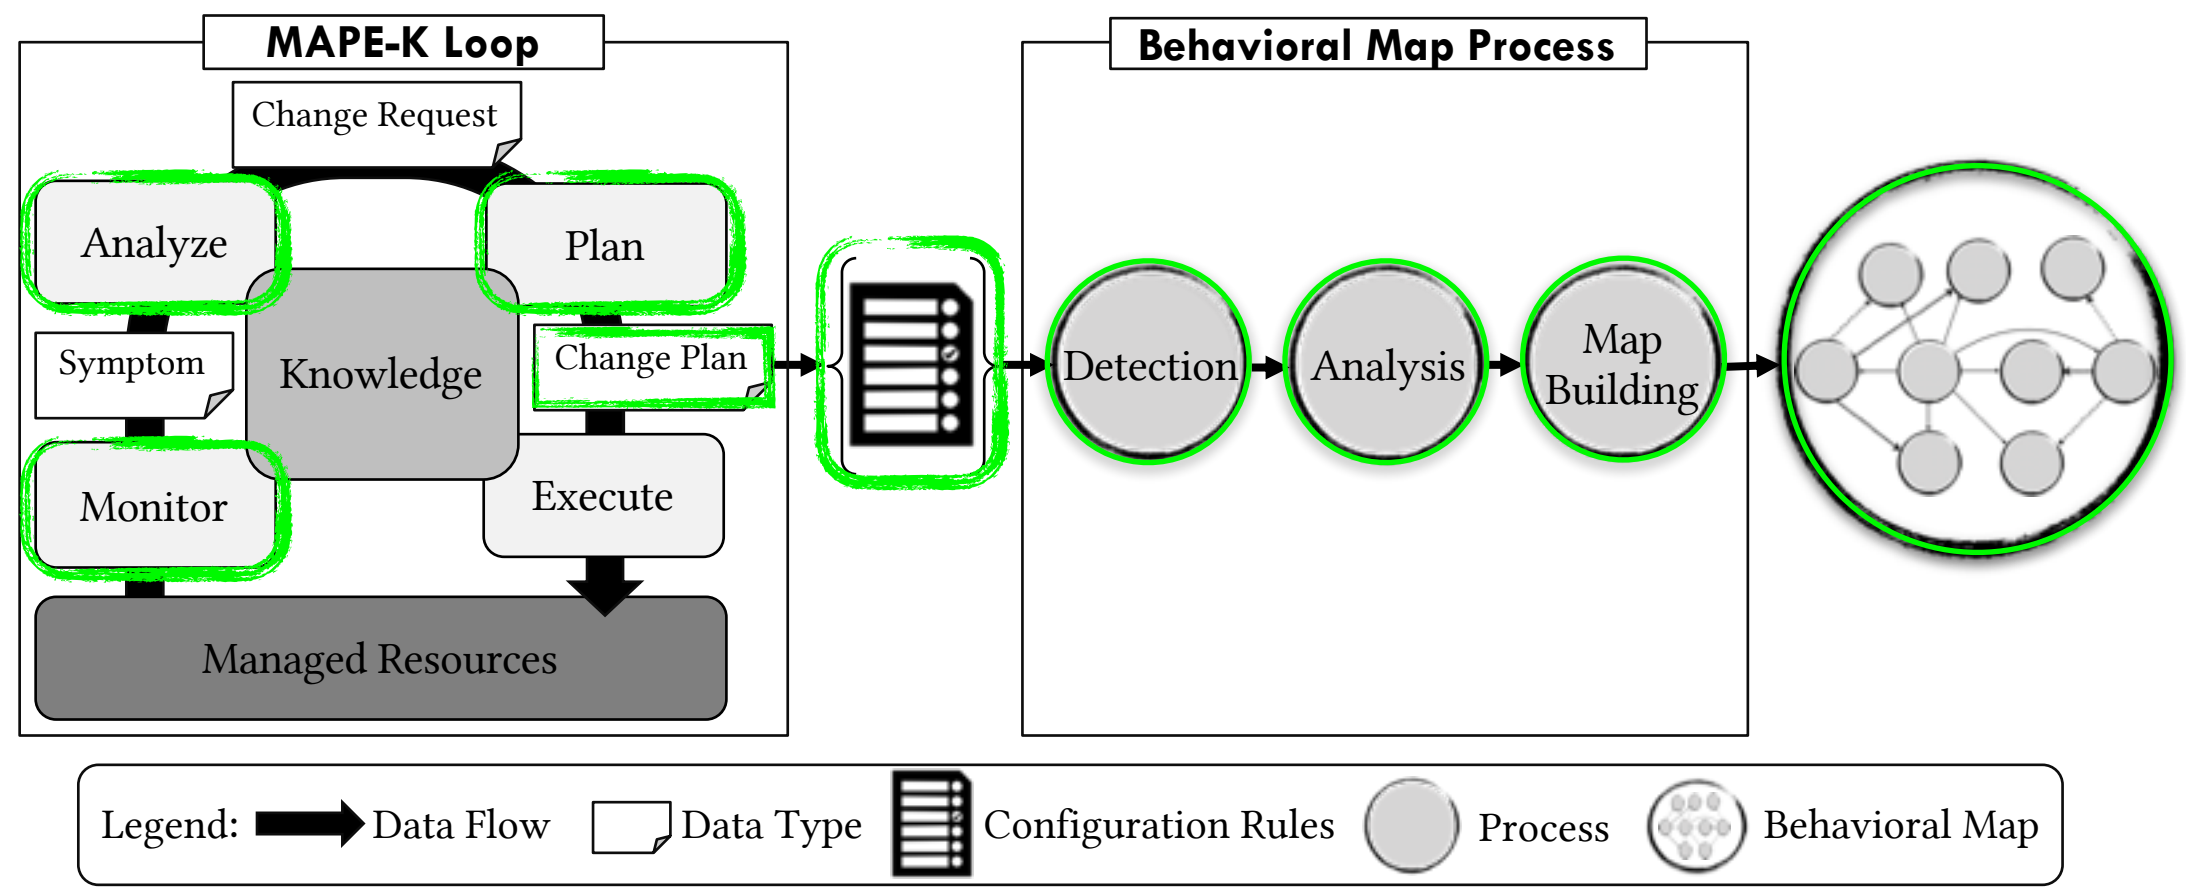 MAPE-K Loop
Behavioral Map Process
Change Request
Analyze
Plan
Symptom
Knowledge
Change Plan
Monitor
Execute
Managed Resources
Detection
Analysis
Map
Building
Legend:
Data Flow
Data Type
Configuration Rules
Process
Behavioral Map